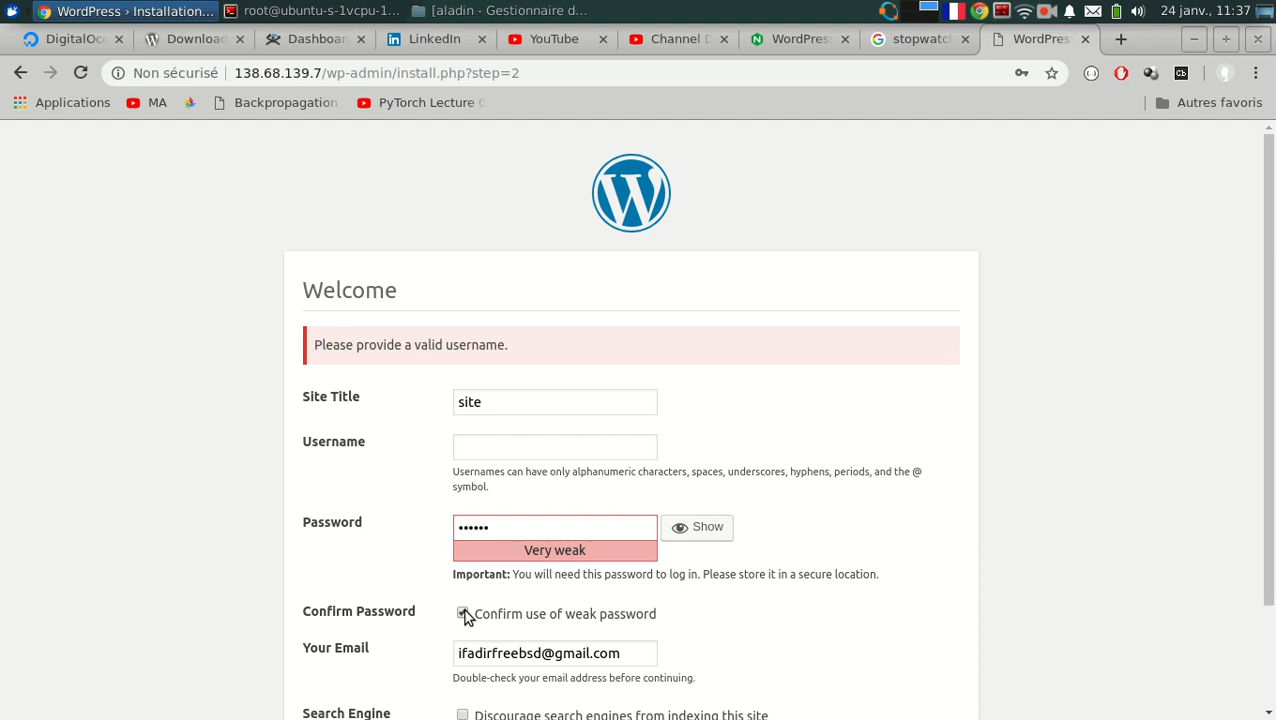 WordPress › Installation... root@ubuntu-s-1vcpu-1... [aladin - Gestionnaire d... 24 janv., 11:37
DigitalOce WordPress Download Dashboar LinkedIn YouTube Channel D WordPress stopwatc WordPres
Non sécurisé 138.68.139.7/wp-admin/install.php?step=2
Applications MA Backpropagation PyTorch Lecture 0 Autres favoris
Welcome
Please provide a valid username.
Site Title site
Username
Usernames can have only alphanumeric characters, spaces, underscores, hyphens, periods, and the @
symbol.
Password •••••• Show
Very weak
Important: You will need this password to log in. Please store it in a secure location.
Confirm Password Confirm use of weak password
Your Email ifadirfreebsd@gmail.com
Double-check your email address before continuing.
Search Engine Discourage search engines from indexing this site